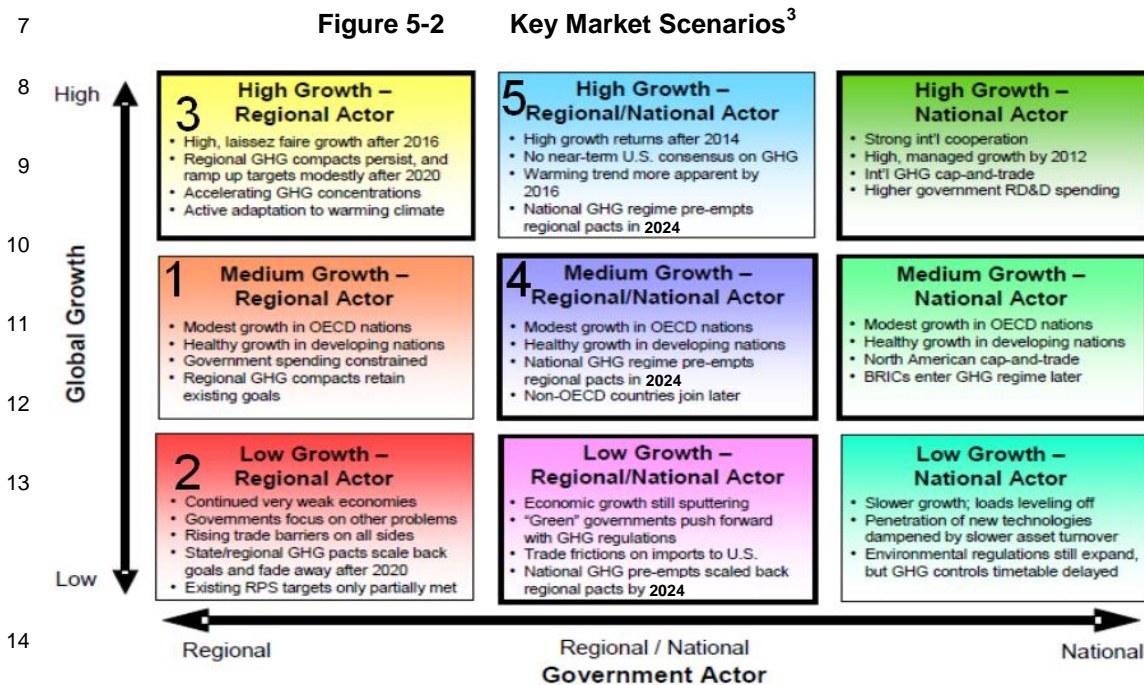 7
Figure 5-2 Key Market Scenarios3
8
High
3
High Growth –
Regional Actor
• High, laissez faire growth after 2016
• Regional GHG compacts persist, and
ramp up targets modestly after 2020
• Accelerating GHG concentrations
• Active adaptation to warming climate
5
High Growth –
Regional/National Actor
• High growth returns after 2014
• No near-term U.S. consensus on GHG
• Warming trend more apparent by
2016
• National GHG regime pre-empts
regional pacts in 2024
High Growth –
National Actor
• Strong int'l cooperation
• High, managed growth by 2012
• Int'l GHG cap-and-trade
• Higher government RD&D spending
9
10
Global Growth
1
Medium Growth –
Regional Actor
• Modest growth in OECD nations
• Healthy growth in developing nations
• Government spending constrained
• Regional GHG compacts retain
existing goals
4
Medium Growth –
Regional/National Actor
• Modest growth in OECD nations
• Healthy growth in developing nations
• National GHG regime pre-empts
regional pacts in 2024
• Non-OECD countries join later
Medium Growth –
National Actor
• Modest growth in OECD nations
• Healthy growth in developing nations
• North American cap-and-trade
• BRICs enter GHG regime later
11
12
2
Low Growth –
Regional Actor
• Continued very weak economies
• Governments focus on other problems
• Rising trade barriers on all sides
• State/regional GHG pacts scale back
goals and fade away after 2020
• Existing RPS targets only partially met
Low Growth –
Regional/National Actor
• Economic growth still sputtering
• "Green" governments push forward
with GHG regulations
• Trade frictions on imports to U.S.
• National GHG pre-empts scaled back
regional pacts by 2024
Low Growth –
National Actor
• Slower growth; loads leveling off
• Penetration of new technologies
dampened by slower asset turnover
• Environmental regulations still expand,
but GHG controls timetable delayed
13
Low
14
Regional
Regional / National
National
Government Actor